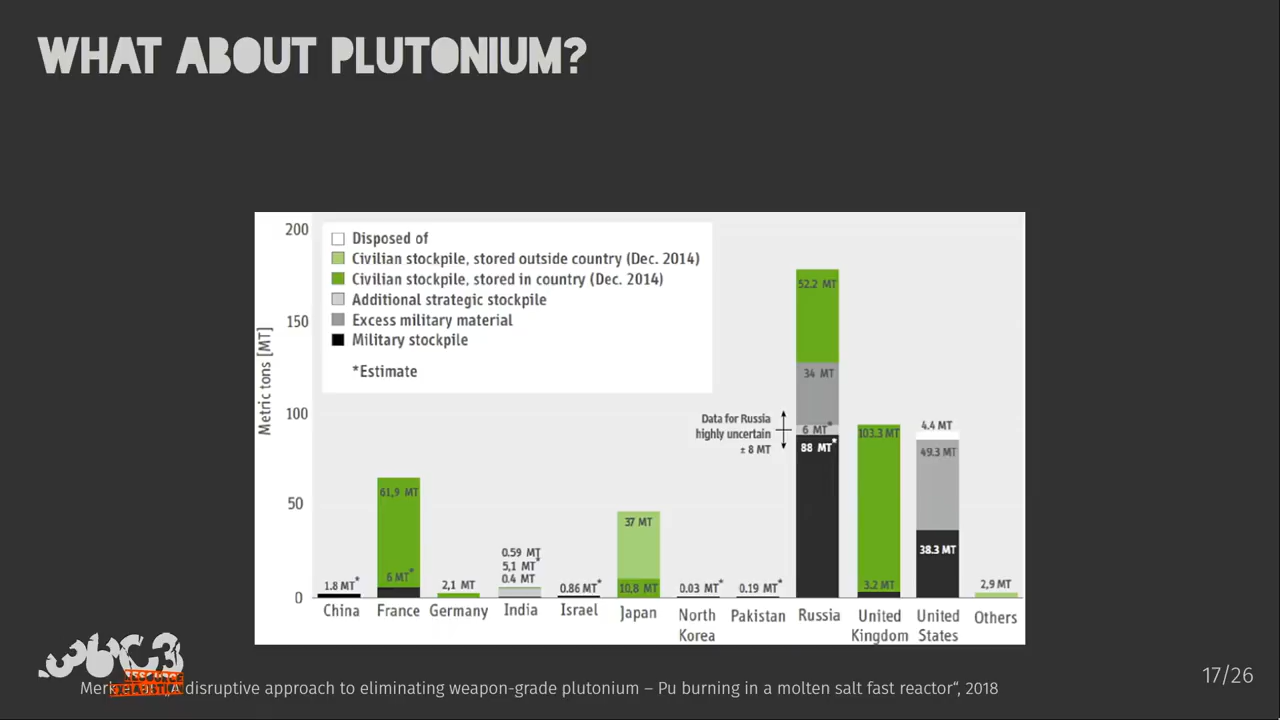 WHAT ABOUT PLUTONIUM?
200
150
100
50
0
Metric tons [MT]
Disposed of
Civilian stockpile, stored outside country (Dec. 2014)
Civilian stockpile, stored in country (Dec. 2014)
Additional strategic stockpile
Excess military material
Military stockpile
*Estimate
52.2 MT
34 MT
Data for Russia
highly uncertain
± 8 MT
6 MT*
88 MT*
103.3 MT
3.2 MT
4.4 MT
49.3 MT
38.3 MT
61,9 MT
6 MT*
37 MT
10,8 MT
0.59 MT
5,1 MT*
0.4 MT
1.8 MT*
2,1 MT
0.86 MT*
0.03 MT*
0.19 MT*
2,9 MT
China
France
Germany
India
Israel
Japan
North
Korea
Pakistan
Russia
United
Kingdom
United
States
Others
36C3
RESOURCE
EXHAUSTION
"A disruptive approach to eliminating weapon-grade plutonium – Pu burning in a molten salt fast reactor“, 2018
17/26